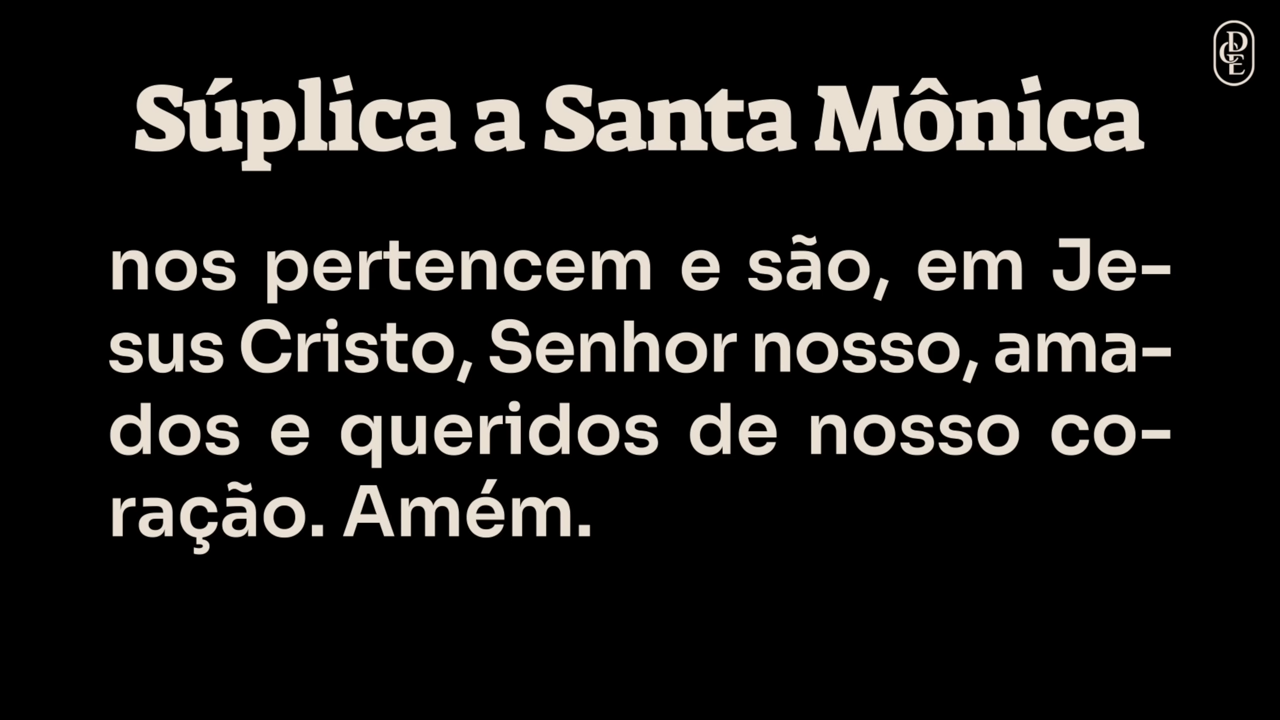 Súplica a Santa Mônica
nos pertencem e são, em Je-
sus Cristo, Senhor nosso, ama-
dos e queridos de nosso co-
ração. Amém.